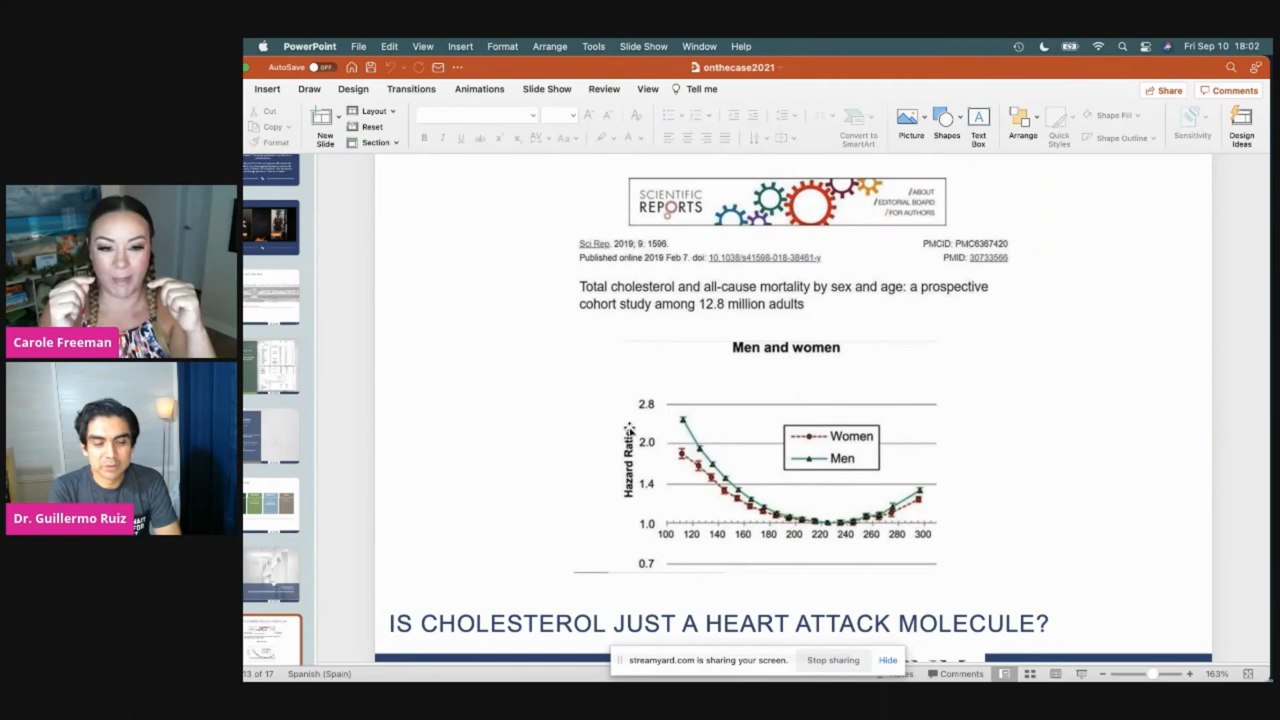 PowerPoint File Edit View Insert Format Arrange Tools Slide Show Window Help Fri Sep 10 18:02
AutoSave OFF onthecase2021
Insert Draw Design Transitions Animations Slide Show Review View Tell me Share Comments
Cut
Copy
Format
New
Slide
Layout
Reset
Section
B I U ab
Aa
Convert to
SmartArt
Picture
Shapes
Text
Box
Arrange
Quick
Styles
Shape Fill
Shape Outline
Sensitivity
Design
Ideas
SCIENTIFIC
REPORTS
/ABOUT
/EDITORIAL BOARD
/FOR AUTHORS
Sci Rep. 2019; 9: 1596. PMCID: PMC6367420
Published online 2019 Feb 7. doi: 10.1038/s41598-018-38461-y PMID: 30733566
Total cholesterol and all-cause mortality by sex and age: a prospective
cohort study among 12.8 million adults
Men and women
Hazard Ratio
2.8
2.0
1.4
1.0
0.7
Women
Men
100 120 140 160 180 200 220 240 260 280 300
IS CHOLESTEROL JUST A HEART ATTACK MOLECULE?
Carole Freeman
Dr. Guillermo Ruiz
streamyard.com is sharing your screen. Stop sharing Hide
13 of 17 Spanish (Spain) Comments 163%